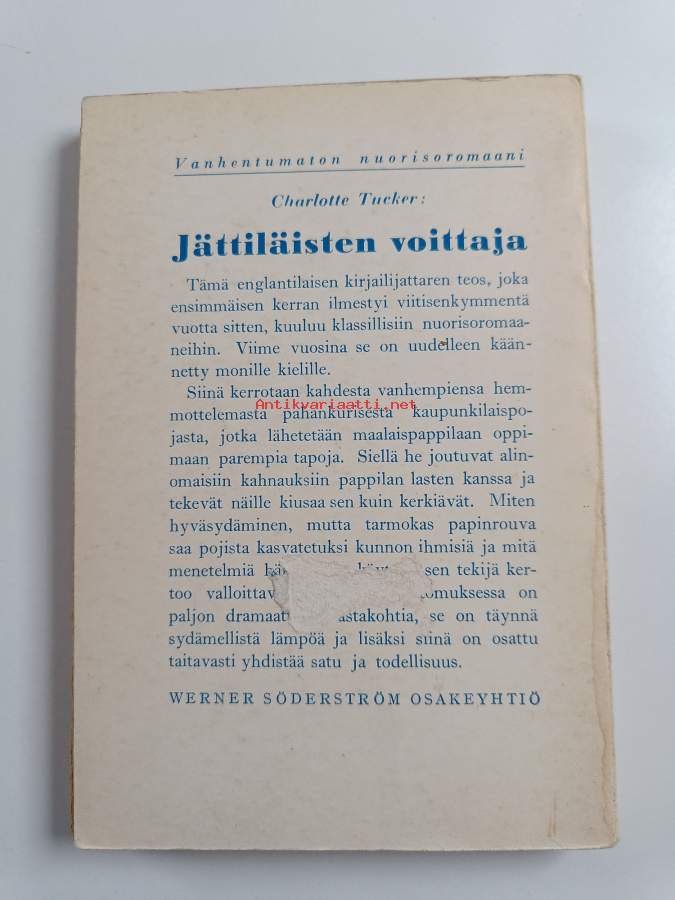 Vanhentumaton nuorisoromaani
Charlotte Tucker:
Jättiläisten voittaja
Tämä englantilaisen kirjailijattaren teos, joka
ensimmäisen kerran ilmestyi viitisenkymmentä
vuotta sitten, kuuluu klassillisiin nuorisoromaa-
neihin. Viime vuosina se on uudelleen kään-
netty monille kielille.
Siinä kerrotaan kahdesta vanhempiensa hem-
mottelemasta pahankurisesta kaupunkilaispo-
Antikvariaatti.net
jasta, jotka lähetetään maalaispappilaan oppi-
maan parempia tapoja. Siellä he joutuvat alin-
omaisiin kahnauksiin pappilan lasten kanssa ja
tekevät näille kiusaa sen kuin kerkiävät. Miten
hyväsydäminen, mutta tarmokas papinrouva
saa pojista kasvatetuksi kunnon ihmisiä ja mitä
menetelmiä sen tekijä ker-
too on
paljon se on täynnä
sydämellistä lämpöä ja lisäksi siinä on osattu
taitavasti yhdistää satu ja todellisuus.
WERNER SÖDERSTRÖM OSAKEYHTIÖ